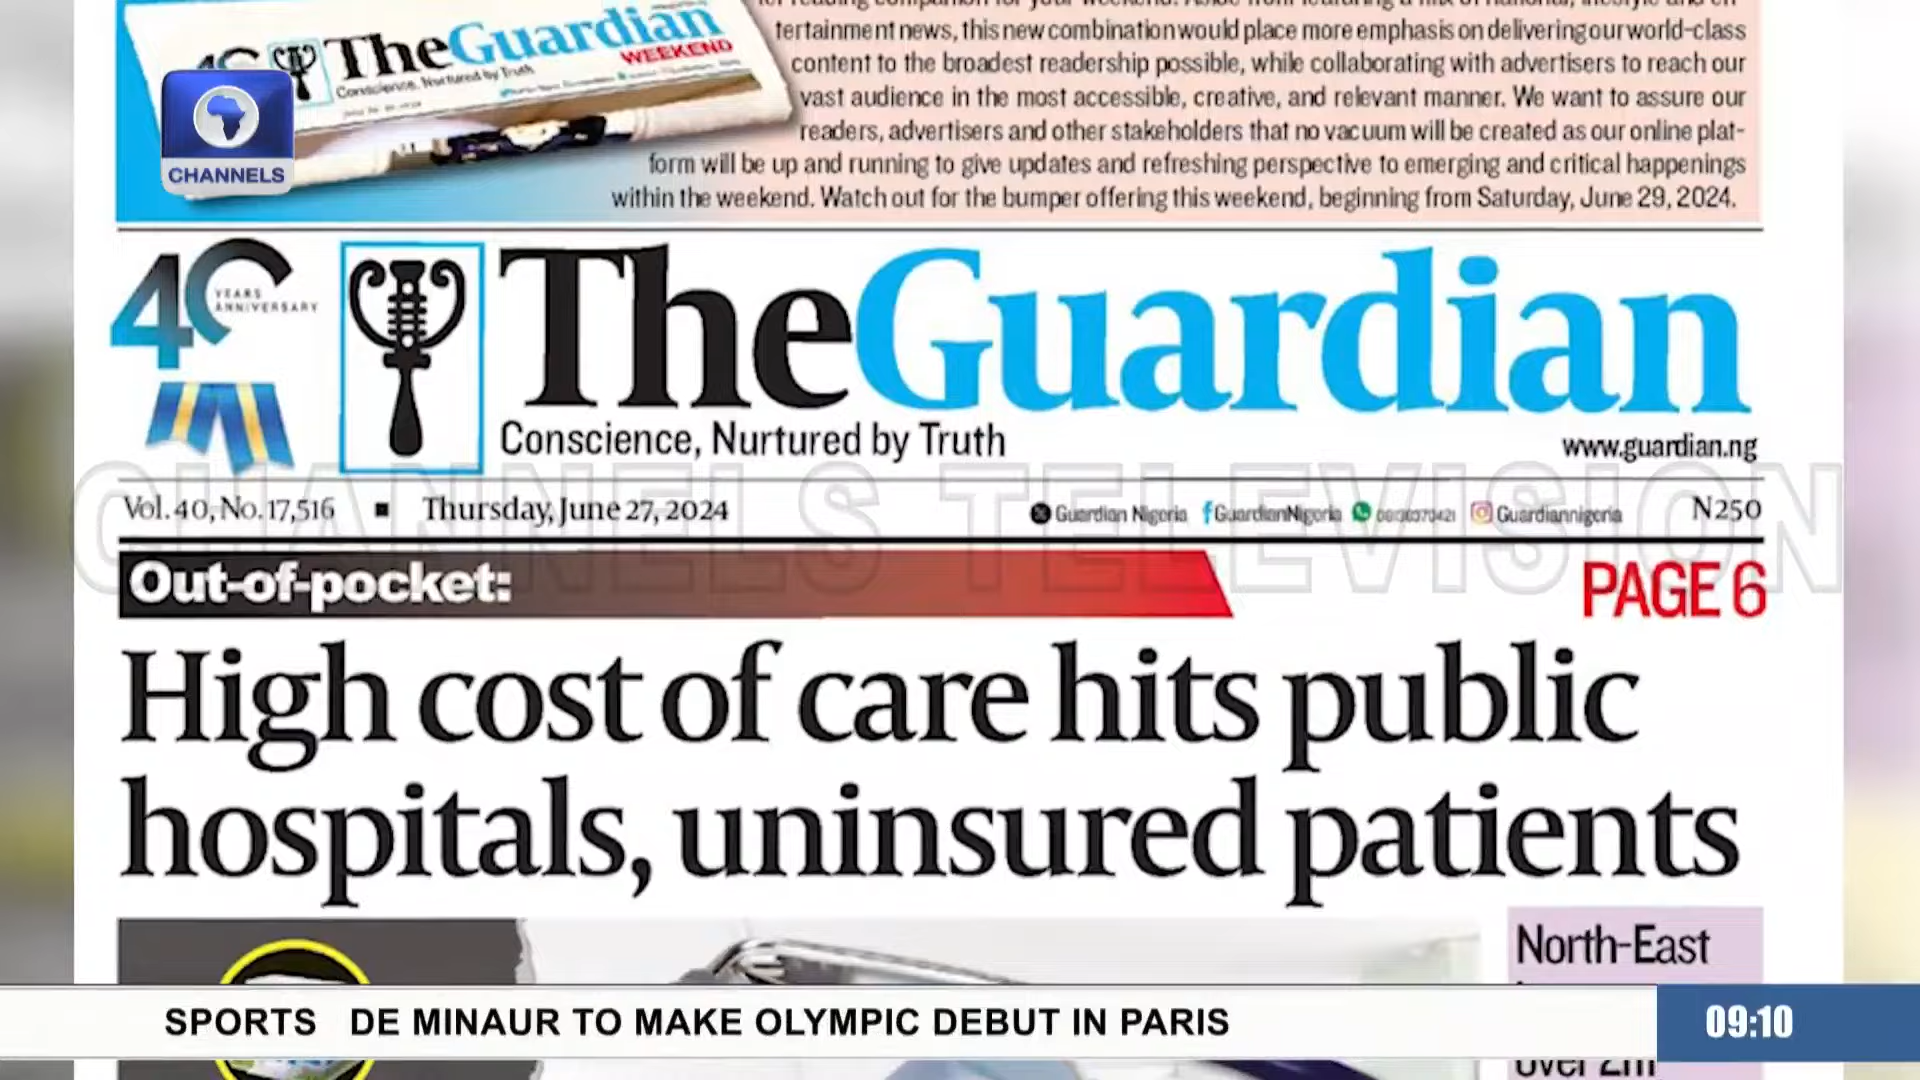 TheGuardian
WEEKEND
Conscience, Nurtured by Truth
CHANNELS
tertainment news, this new combination would place more emphasis on delivering our world-class
content to the broadest readership possible, while collaborating with advertisers to reach our
vast audience in the most accessible, creative, and relevant manner. We want to assure our
readers, advertisers and other stakeholders that no vacuum will be created as our online plat-
form will be up and running to give updates and refreshing perspective to emerging and critical happenings
within the weekend. Watch out for the bumper offering this weekend, beginning from Saturday, June 29, 2024.
40
YEARS
ANNIVERSARY
TheGuardian
Conscience, Nurtured by Truth
www.guardian.ng
CHANNELS TELEVISION
Vol. 40, No. 17,516 ■ Thursday, June 27, 2024
Guardian Nigeria GuardianNigeria Guardiannigeria N250
Out-of-pocket:
PAGE 6
High cost of care hits public
hospitals, uninsured patients
North-East
SPORTS DE MINAUR TO MAKE OLYMPIC DEBUT IN PARIS
09:10
over 2m